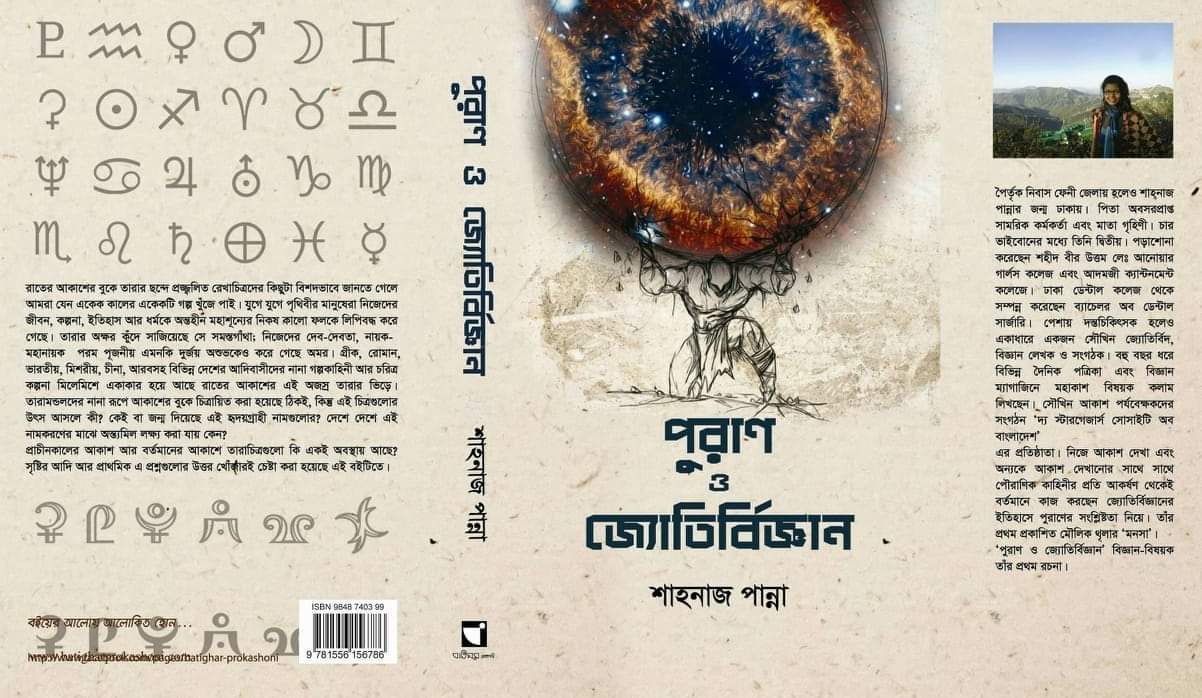 রাতের আকাশের বুকে তারার ছন্দে প্রজ্জ্বলিত রেখাচিত্রদের কিছুটা বিশদভাবে জানতে গেলে
আমরা যেন একেক কালের একেকটি গল্প খুঁজে পাই। যুগে যুগে পৃথিবীর মানুষেরা নিজেদের
জীবন, কল্পনা, ইতিহাস আর ধর্মকে অন্তহীন মহাশূন্যের নিকষ কালো ফলকে লিপিবদ্ধ করে
গেছে। তারার অক্ষর কুঁদে সাজিয়েছে সে সমস্তগাঁথা; নিজেদের দেব-দেবতা, নায়ক-
মহানায়ক পরম পূজনীয় এমনকি দুর্জয় অশুভকেও করে গেছে অমর। গ্রীক, রোমান,
ভারতীয়, মিশরীয়, চীনা, আরবসহ বিভিন্ন দেশের আদিবাসীদের নানা গল্পকাহিনী আর চরিত্র
কল্পনা মিলেমিশে একাকার হয়ে আছে রাতের আকাশের এই অজস্র তারার ভিড়ে।
তারামন্ডলদের নানা রূপে আকাশের বুকে চিত্রায়িত করা হয়েছে ঠিকই, কিন্তু এই চিত্রগুলোর
উৎস আসলে কী? কেই বা জন্ম দিয়েছে এই হৃদয়গ্রাহী নামগুলোর? দেশে দেশে এই
নামকরণের মাঝে অন্ত্যমিল লক্ষ্য করা যায় কেন?
প্রাচীনকালের আকাশ আর বর্তমানের আকাশে তারাচিত্রগুলো কি একই অবস্থায় আছে?
সৃষ্টির আদি আর প্রাথমিক এ প্রশ্নগুলোর উত্তর খোঁজারই চেষ্টা করা হয়েছে এই বইটিতে।
বইয়ের আলোয় আলোকিত হোন...
ISBN 9848 7403 99
9 781556 156786
পুরাণ ও জ্যোতির্বিজ্ঞান
শাহনাজ পান্না
বাতিঘর
পুরাণ
ও
জ্যোতির্বিজ্ঞান
শাহনাজ পান্না
পৈর্তৃক নিবাস ফেনী জেলায় হলেও শাহনাজ
পান্নার জন্ম ঢাকায়। পিতা অবসরপ্রাপ্ত
সামরিক কর্মকর্তা এবং মাতা গৃহিণী। চার
ভাইবোনের মধ্যে তিনি দ্বিতীয়। পড়াশোনা
করেছেন শহীদ বীর উত্তম লেঃ আনোয়ার
গার্লস কলেজ এবং আদমজী ক্যান্টনমেন্ট
কলেজে। ঢাকা ডেন্টাল কলেজ থেকে
সম্পন্ন করেছেন ব্যাচেলর অব ডেন্টাল
সার্জারি। পেশায় দন্তচিকিৎসক হলেও
একাধারে একজন সৌখিন জ্যোতির্বিদ,
বিজ্ঞান লেখক ও সংগঠক। বহু বছর ধরে
বিভিন্ন দৈনিক পত্রিকা এবং বিজ্ঞান
ম্যাগাজিনে মহাকাশ বিষয়ক কলাম
লিখছেন। সৌখিন আকাশ পর্যবেক্ষকদের
সংগঠন ‘দ্য স্টারগেজার্স সোসাইটি অব
বাংলাদেশ’
এর প্রতিষ্ঠাতা। নিজে আকাশ দেখা এবং
অন্যকে আকাশ দেখানোর সাথে সাথে
পৌরাণিক কাহিনীর প্রতি আকর্ষণ থেকেই
বর্তমানে কাজ করছেন জ্যোতির্বিজ্ঞানের
ইতিহাসে পুরাণের সংশ্লিষ্টতা নিয়ে। তাঁর
প্রথম প্রকাশিত মৌলিক থৃলার ‘মনসা’।
‘পুরাণ ও জ্যোতির্বিজ্ঞান’ বিজ্ঞান-বিষয়ক
তাঁর প্রথম রচনা।